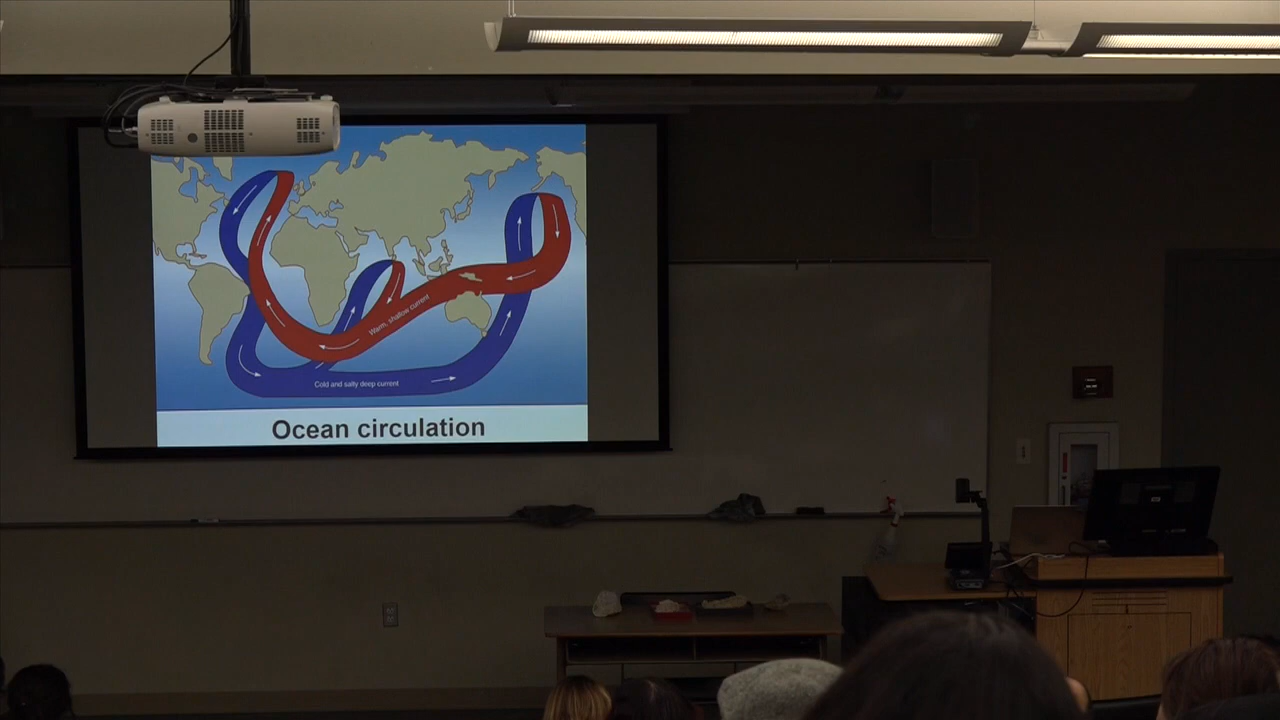 Warm, shallow current
Cold and salty deep current
Ocean circulation